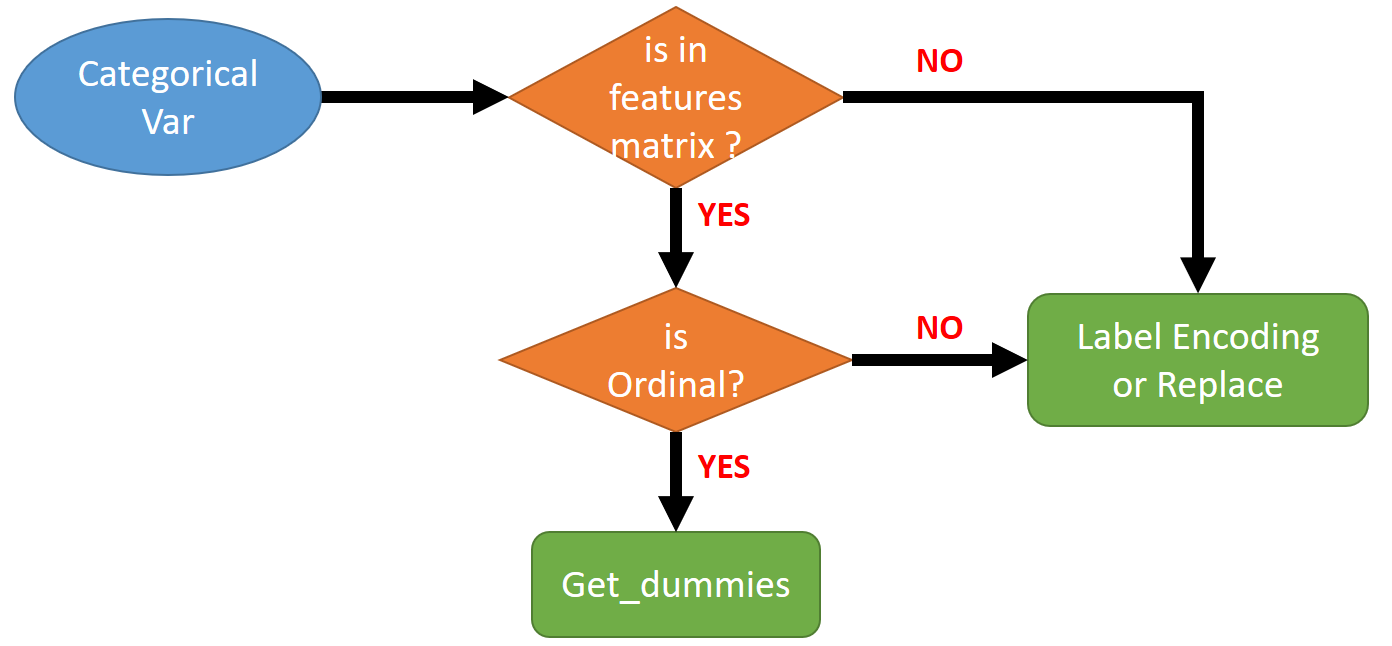 Categorical
Var
is in
features
matrix ?
NO
YES
is
Ordinal?
NO
Label Encoding
or Replace
YES
Get_dummies